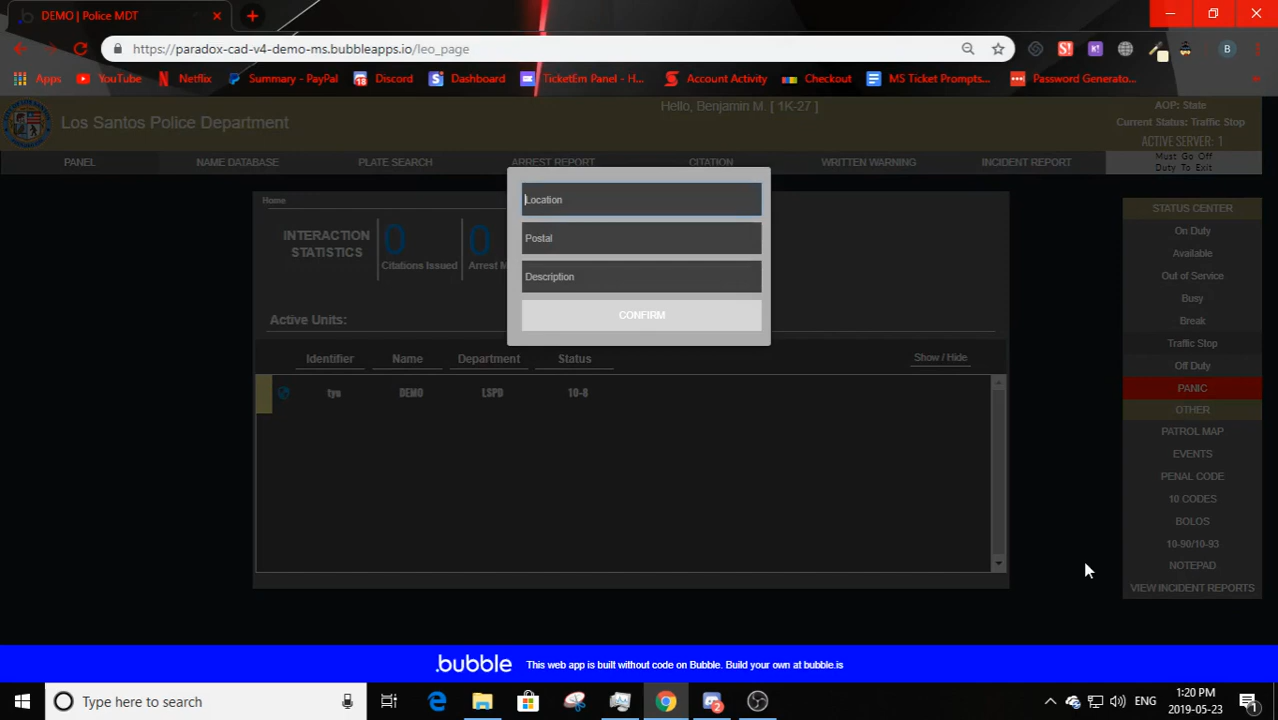 DEMO | Police MDT
https://paradox-cad-v4-demo-ms.bubbleapps.io/leo_page
B
Apps YouTube Netflix Summary - PayPal Discord Dashboard TicketEm Panel - H... Account Activity Checkout MS Ticket Prompts... Password Generato...
Los Santos Police Department
Hello, Benjamin M. [ 1K-27 ]
AOP: State
Current Status: Traffic Stop
ACTIVE SERVER: 1
PANEL NAME DATABASE PLATE SEARCH ARREST REPORT CITATION WRITTEN WARNING INCIDENT REPORT
Must Go Off
Duty To Exit
Home
INTERACTION
STATISTICS
0
Citations Issued
0
Arrest M
Location
Postal
Description
CONFIRM
Active Units:
Identifier Name Department Status Show / Hide
tys DEMO LSPD 10-8
STATUS CENTER
On Duty
Available
Out of Service
Busy
Break
Traffic Stop
Off Duty
PANIC
OTHER
PATROL MAP
EVENTS
PENAL CODE
10 CODES
BOLOS
10-90/10-93
NOTEPAD
VIEW INCIDENT REPORTS
.bubble This web app is built without code on Bubble. Build your own at bubble.is
Type here to search
2
ENG
1:20 PM
2019-05-23
1